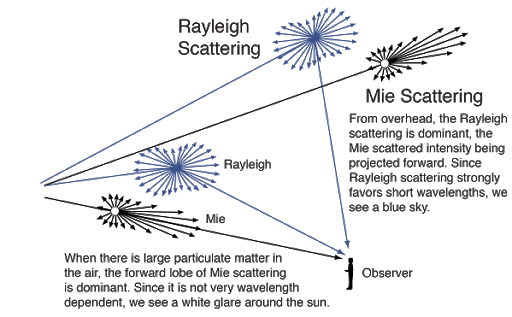 Rayleigh
Scattering
Mie Scattering
From overhead, the Rayleigh
scattering is dominant, the
Mie scattered intensity being
projected forward. Since
Rayleigh scattering strongly
favors short wavelengths, we
see a blue sky.
Rayleigh
Mie
When there is large particulate matter in
the air, the forward lobe of Mie scattering
is dominant. Since it is not very wavelength
dependent, we see a white glare around the sun.
Observer